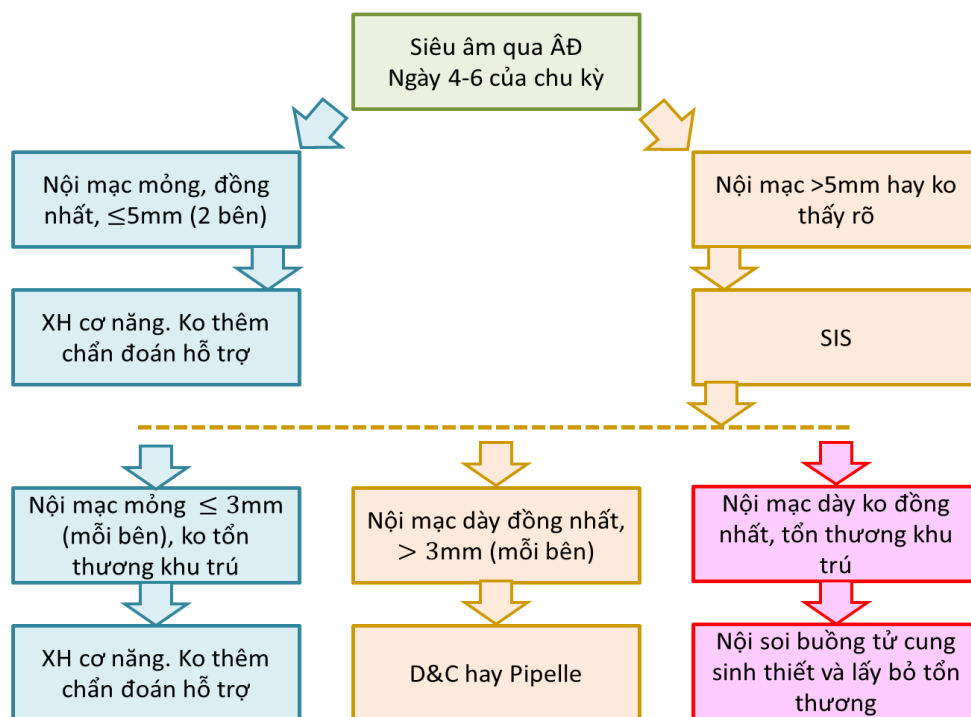 Siêu âm qua ÂĐ
Ngày 4-6 của chu kỳ
Nội mạc mỏng, đồng
nhất, ≤5mm (2 bên)
Nội mạc >5mm hay ko
thấy rõ
XH cơ năng. Ko thêm
chẩn đoán hỗ trợ
SIS
Nội mạc mỏng ≤ 3mm
(mỗi bên), ko tổn
thương khu trú
Nội mạc dày đồng nhất,
> 3mm (mỗi bên)
Nội mạc dày ko đồng
nhất, tổn thương khu
trú
XH cơ năng. Ko thêm
chẩn đoán hỗ trợ
D&C hay Pipelle
Nội soi buồng tử cung
sinh thiết và lấy bỏ tổn
thương